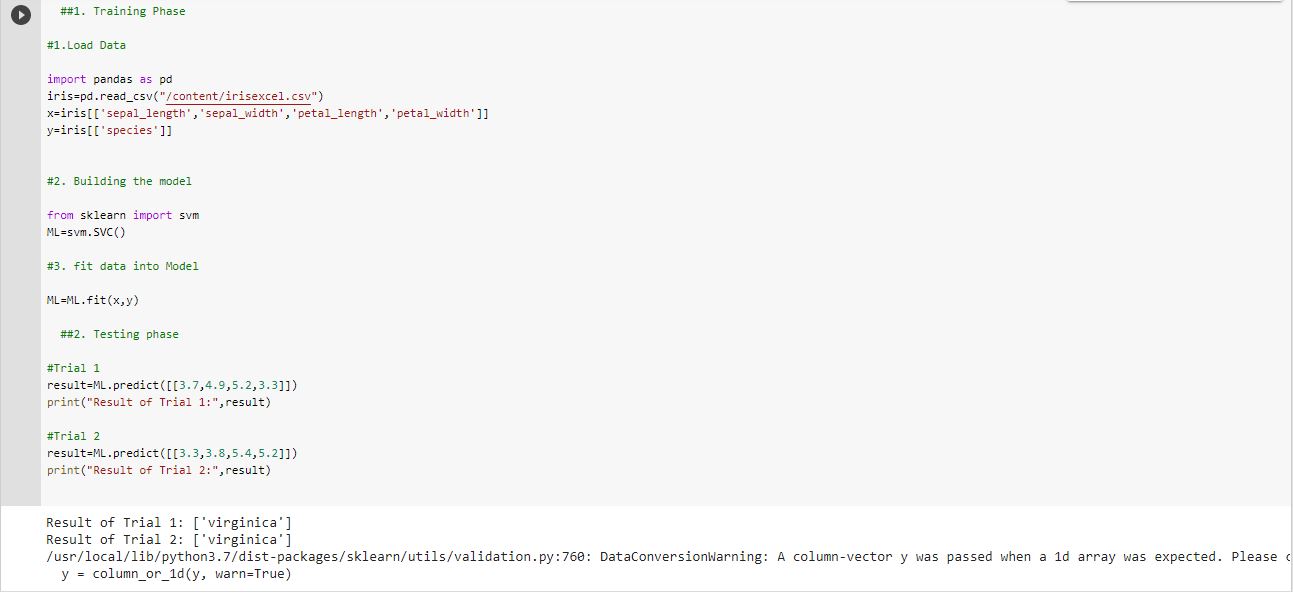 ##1. Training Phase
#1.Load Data
import pandas as pd
iris=pd.read_csv("/content/irisexcel.csv")
x=iris[['sepal_length','sepal_width','petal_length','petal_width']]
y=iris[['species']]
#2. Building the model
from sklearn import svm
ML=svm.SVC()
#3. fit data into Model
ML=ML.fit(x,y)
##2. Testing phase
#Trial 1
result=ML.predict([[3.7,4.9,5.2,3.3]])
print("Result of Trial 1:",result)
#Trial 2
result=ML.predict([[3.3,3.8,5.4,5.2]])
print("Result of Trial 2:",result)
Result of Trial 1: ['virginica']
Result of Trial 2: ['virginica']
/usr/local/lib/python3.7/dist-packages/sklearn/utils/validation.py:760: DataConversionWarning: A column-vector y was passed when a 1d array was expected. Please
y = column_or_1d(y, warn=True)